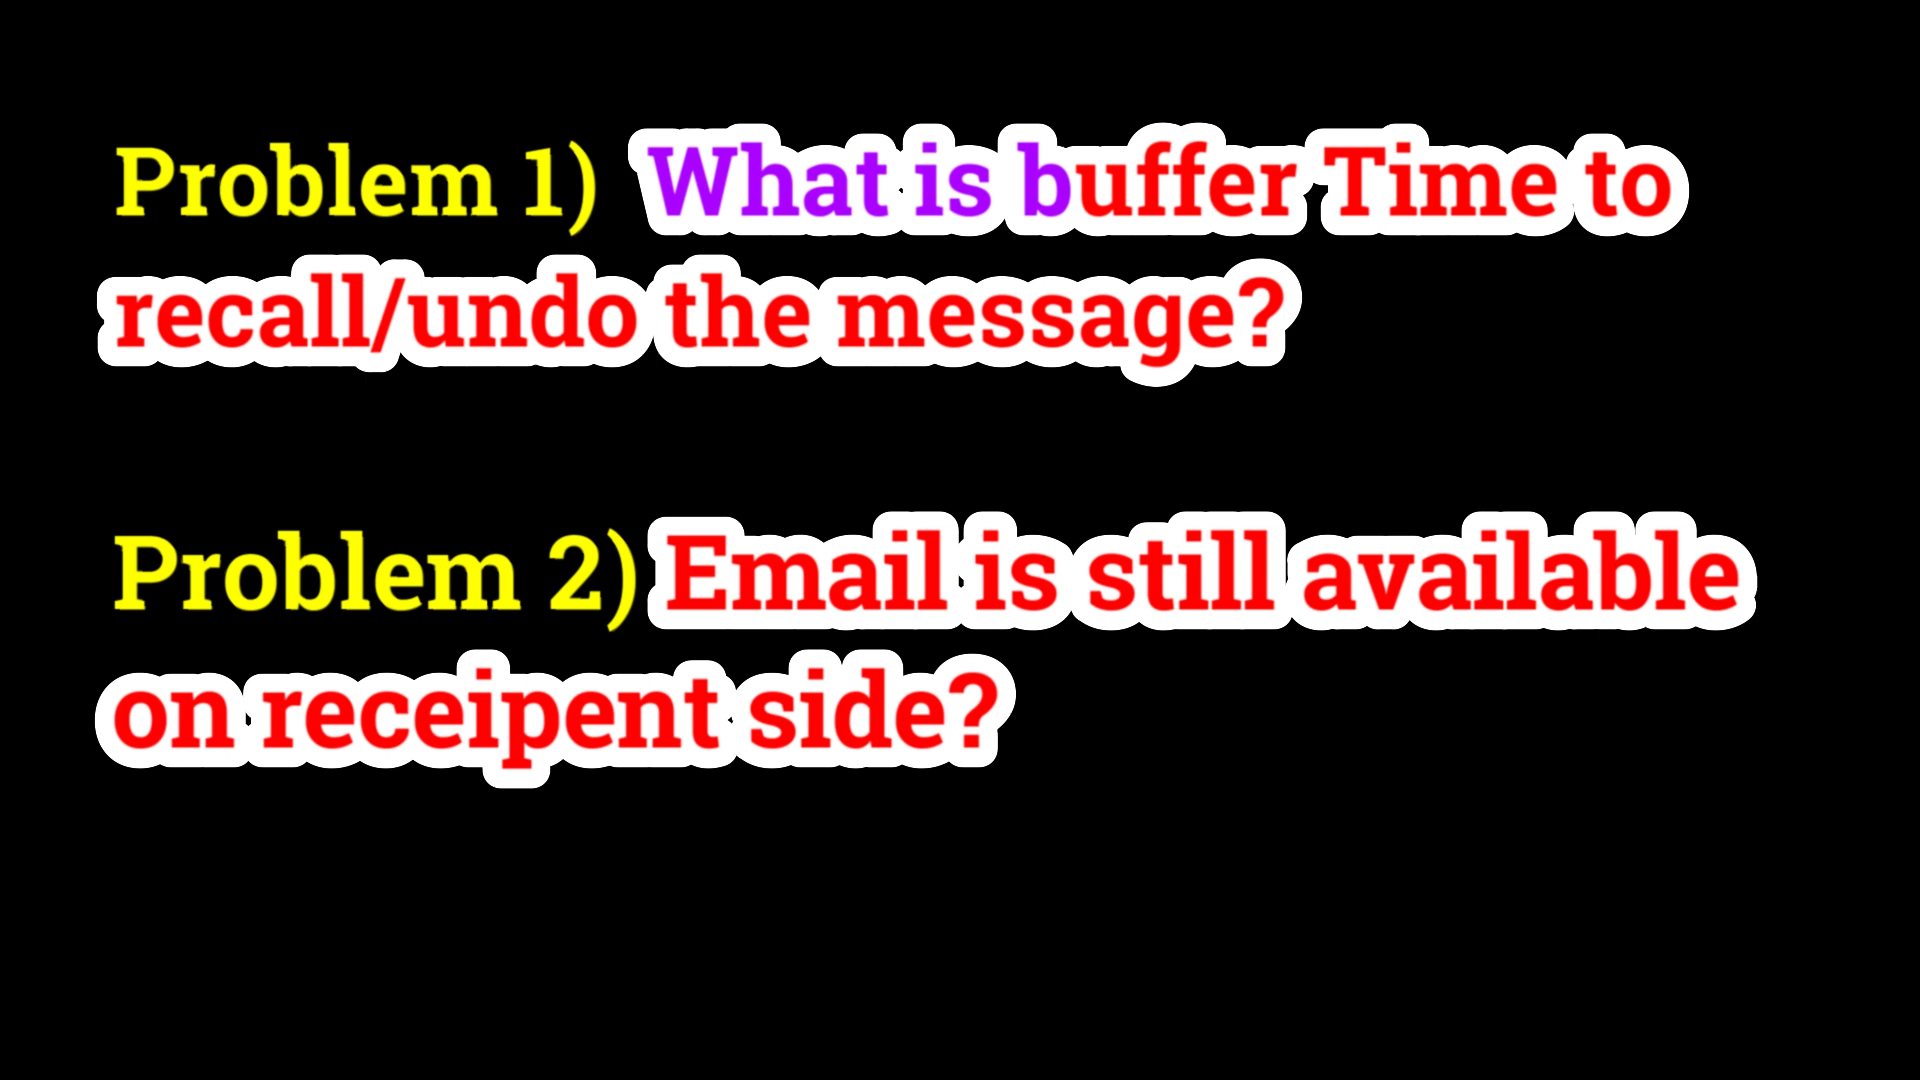 Problem 1) What is buffer Time to
recall/undo the message?
Problem 2) Email is still available
on receipent side?